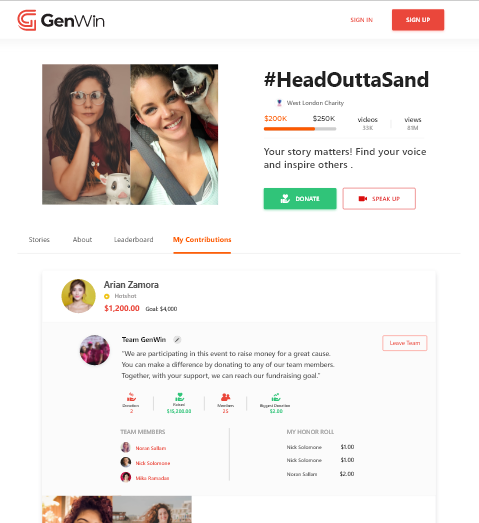 GenWin
SIGN IN
SIGN UP
#HeadOuttaSand
West London Charity
$200K
$250K
videos
33K
views
83M
Your story matters! Find your voice
and inspire others .
DONATE
SPEAK UP
Stories
About
Leaderboard
My Contributions
Arian Zamora
Hotshot
$1,200.00
Goal: $4,000
Team GenWin
Leave Team
"We are participating in this event to raise money for a great cause.
You can make a difference by donating to any of our team members.
Together, with your support, we can reach our fundraising goal."
Donations
2
Raised
$15,200.00
Members
25
Biggest Donation
$2.00
TEAM MEMBERS
Noran Sallam
Nick Solomone
Milko Ramadan
MY HONOR ROLL
Nick Solomone
$1.00
Nick Solomone
$1.00
Noran Sallam
$2.00